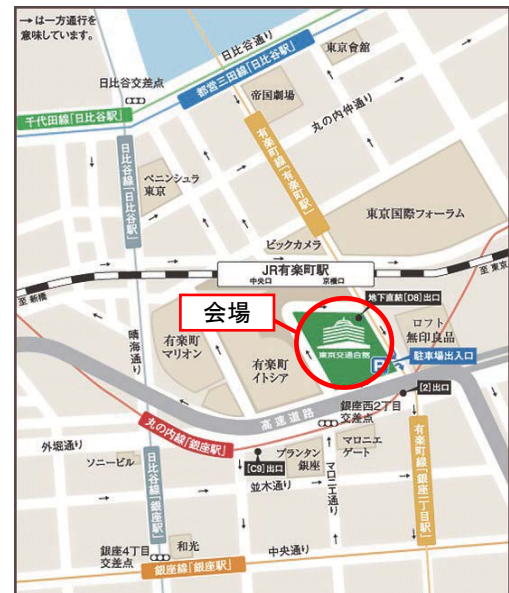 →は一方通行を
意味しています。
日比谷通り
東京會舘
日比谷交差点
都営三田線「日比谷駅」
帝国劇場
千代田線「日比谷駅」
丸の内仲通り
日比谷線「日比谷駅」
有楽町線「有楽町駅」
ペニンシュラ
東京
東京国際フォーラム
ビックカメラ
JR有楽町駅
中央口
京橋口
至 新橋
至 東京
地下直結[D8]出口
会場
東京交通会館
ロフト
無印良品
P
駐車場出入口
晴海通り
有楽町
マリオン
有楽町
イトシア
[2]出口
高速道路
銀座西2丁目
交差点
丸の内線「銀座駅」
外堀通り
ソニービル
プランタン
銀座
マロニエ
ゲート
[C9]出口
並木通り
マロニエ通り
日比谷線「銀座駅」
有楽町線「銀座一丁目駅」
銀座4丁目
交差点
和光
中央通り
銀座線「銀座駅」